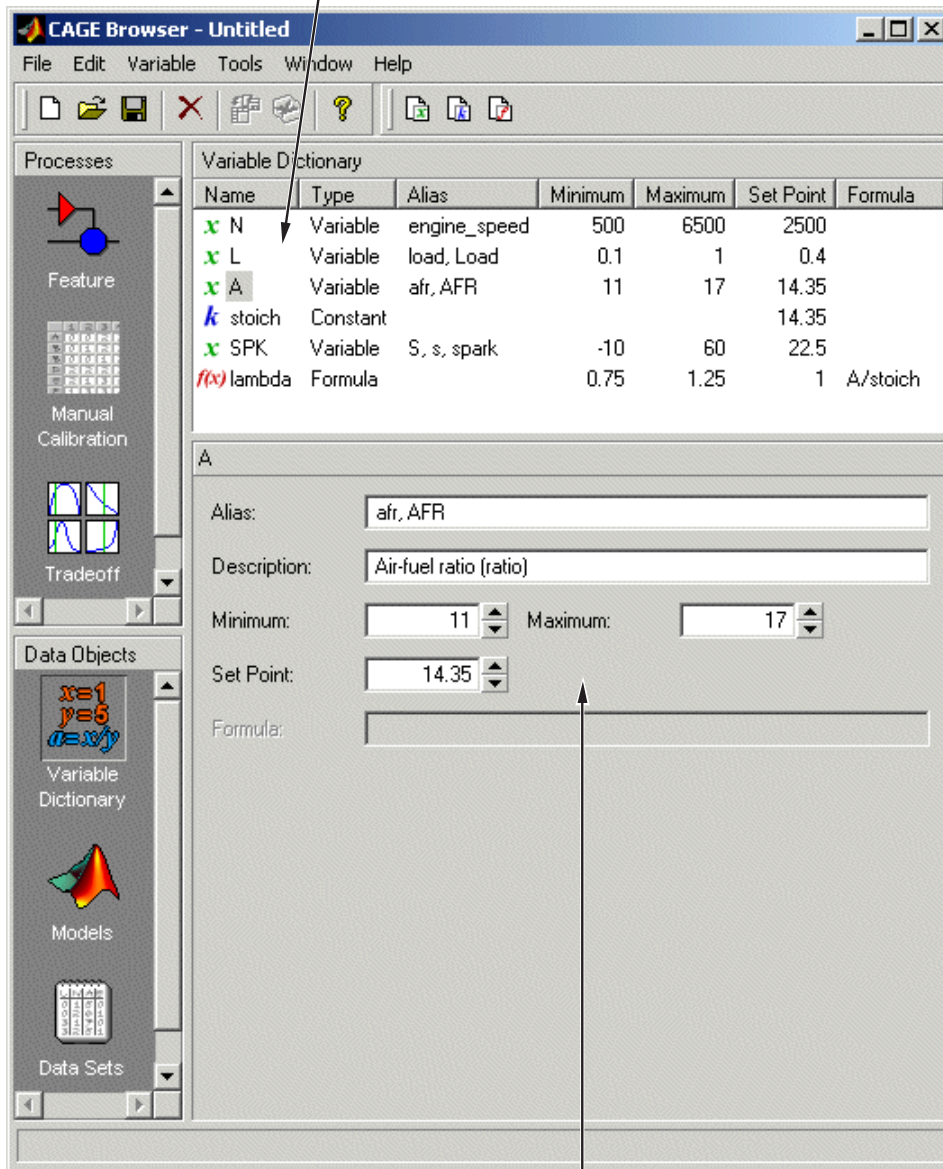 CAGE Browser - Untitled
File Edit Variable Tools Window Help
Processes
Feature
Manual
Calibration
Tradeoff
Data Objects
x=1
y=5
a=x/y
Variable
Dictionary
Models
Data Sets
Variable Dictionary
Name Type Alias Minimum Maximum Set Point Formula
x N Variable engine_speed 500 6500 2500
x L Variable load, Load 0.1 1 0.4
x A Variable afr, AFR 11 17 14.35
k stoich Constant 14.35
x SPK Variable S, s, spark -10 60 22.5
f(x) lambda Formula 0.75 1.25 1 A/stoich
A
Alias: afr, AFR
Description: Air-fuel ratio (ratio)
Minimum: 11 Maximum: 17
Set Point: 14.35
Formula: